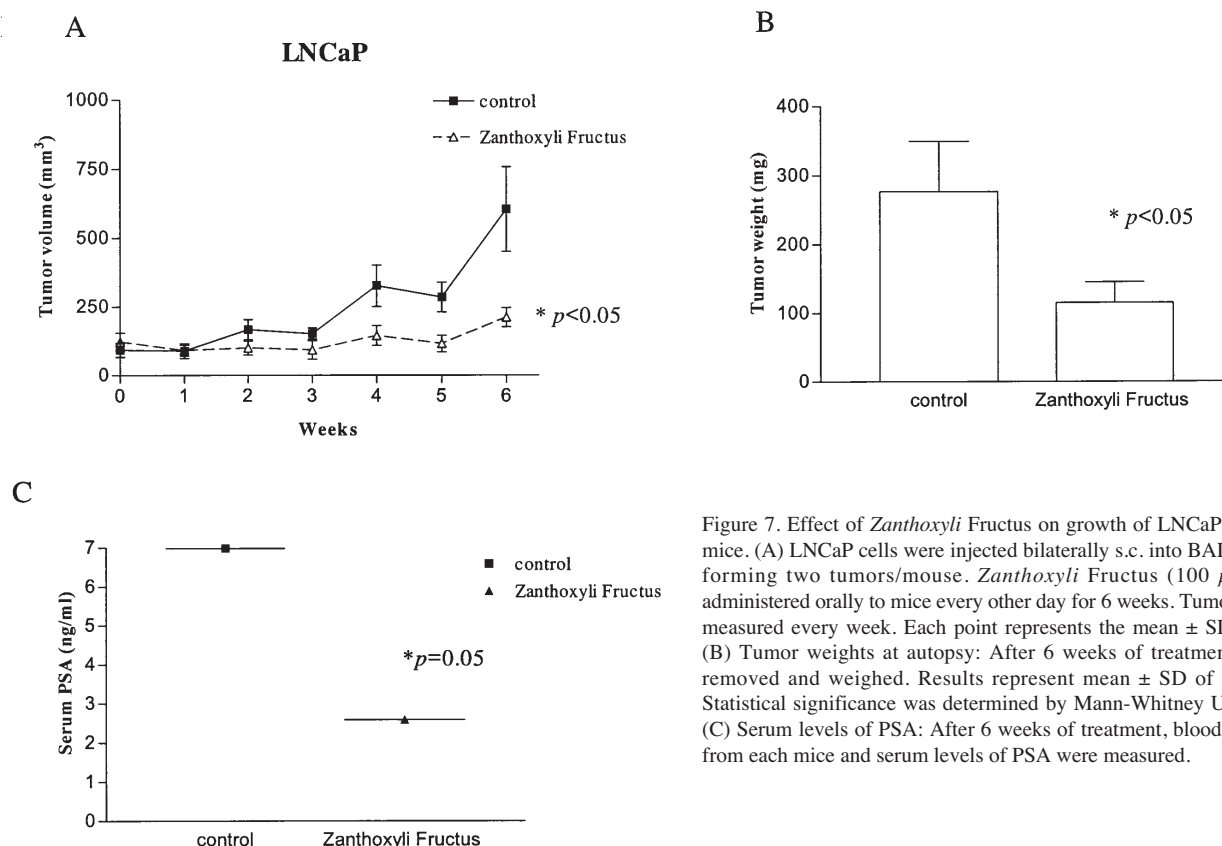 A
LNCaP
control
Zanthoxyli Fructus
Tumor volume (mm³)
1000
750
500
250
0
* p<0.05
0 1 2 3 4 5 6
Weeks
B
Tumor weight (mg)
400
300
200
100
0
* p<0.05
control Zanthoxyli Fructus
C
Serum PSA (ng/ml)
7
6
5
4
3
2
1
0
control
Zanthoxyli Fructus
*p=0.05
control Zanthoxyli Fructus
Figure 7. Effect of Zanthoxyli Fructus on growth of LNCaP
mice. (A) LNCaP cells were injected bilaterally s.c. into
forming two tumors/mouse. Zanthoxyli Fructus (100
administered orally to mice every other day for 6 weeks.
measured every week. Each point represents the mean ±
(B) Tumor weights at autopsy: After 6 weeks of
removed and weighed. Results represent mean ± SD of
Statistical significance was determined by Mann-Whitney U
(C) Serum levels of PSA: After 6 weeks of treatment, blood
from each mice and serum levels of PSA were measured.